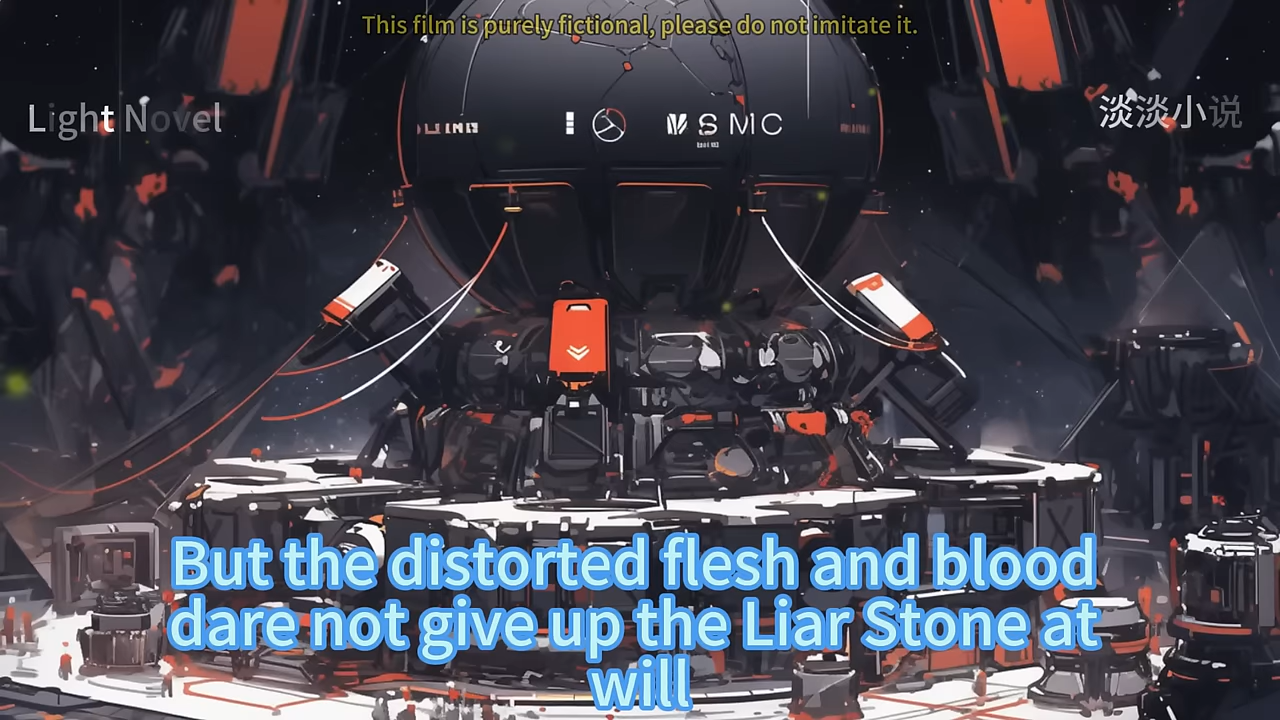 This film is purely fictional, please do not imitate it.
Light Novel
淡淡小说
SMC
But the distorted flesh and blood
dare not give up the Liar Stone at
will